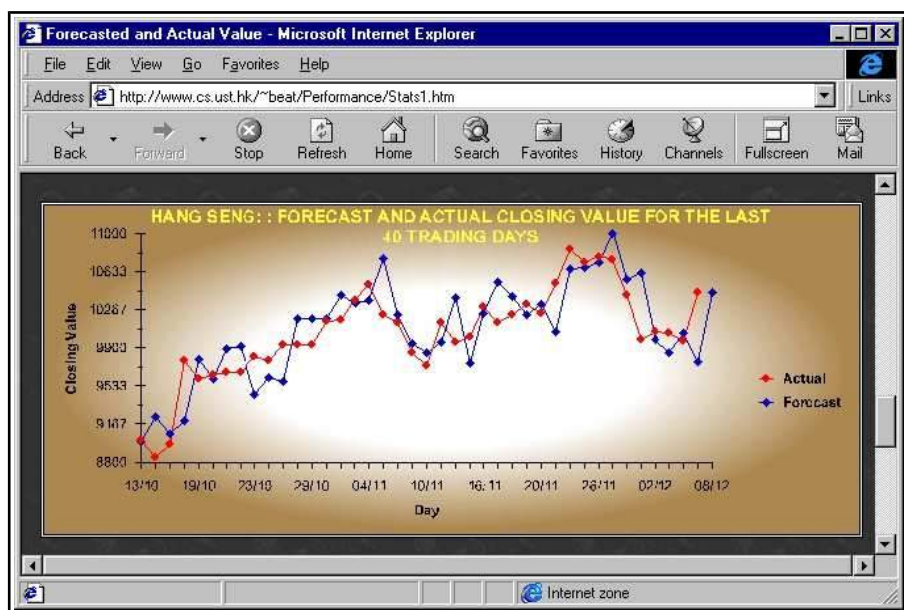 Forecasted and Actual Value - Microsoft Internet Explorer
File Edit View Go Favorites Help
Address http://www.cs.ust.hk/~beat/Performance/Stats1.htm Links
Back Forward Stop Refresh Home Search Favorites History Channels Fullscreen Mail
HANG SENG: : FORECAST AND ACTUAL CLOSING VALUE FOR THE LAST
40 TRADING DAYS
11000
10633
10267
9900
9533
9167
8800
Closing Value
Actual
Forecast
13/10 19/10 23/10 29/10 04/11 10/11 16/11 20/11 26/11 02/12 08/12
Day
Internet zone